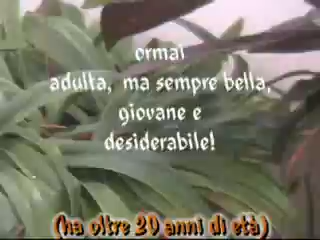 ormai
adulta, ma sempre bella,
giovane e
desiderabile!
(ha oltre 20 anni di età)